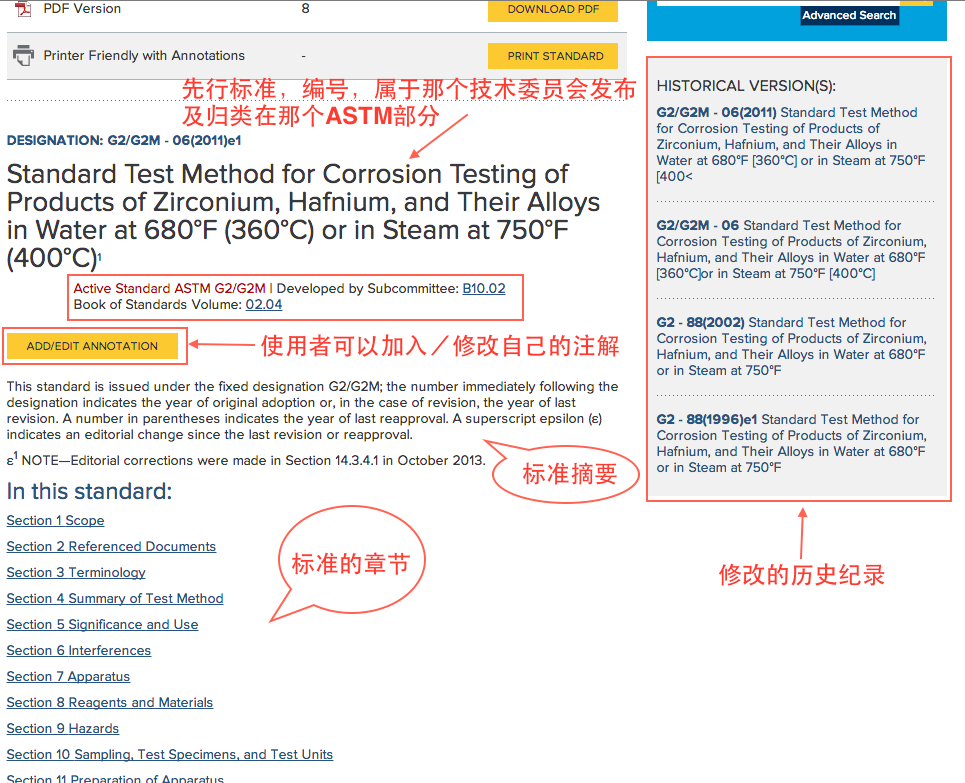 PDF Version 8 DOWNLOAD PDF
Printer Friendly with Annotations - PRINT STANDARD
先行标准，编号，属于那个技术委员会发布
及归类在那个ASTM部分
DESIGNATION: G2/G2M - 06(2011)e1
Standard Test Method for Corrosion Testing of
Products of Zirconium, Hafnium, and Their Alloys
in Water at 680°F (360°C) or in Steam at 750°F
(400°C)¹
Active Standard ASTM G2/G2M | Developed by Subcommittee: B10.02
Book of Standards Volume: 02.04
ADD/EDIT ANNOTATION
使用者可以加入／修改自己的注解
This standard is issued under the fixed designation G2/G2M; the number immediately following the
designation indicates the year of original adoption or, in the case of revision, the year of last
revision. A number in parentheses indicates the year of last reapproval. A superscript epsilon (ε)
indicates an editorial change since the last revision or reapproval.
ε¹ NOTE—Editorial corrections were made in Section 14.3.4.1 in October 2013.
标准摘要
In this standard:
Section 1 Scope
Section 2 Referenced Documents
Section 3 Terminology
Section 4 Summary of Test Method
Section 5 Significance and Use
Section 6 Interferences
Section 7 Apparatus
Section 8 Reagents and Materials
Section 9 Hazards
Section 10 Sampling, Test Specimens, and Test Units
Section 11 Preparation of Apparatus
标准的章节
Advanced Search
HISTORICAL VERSION(S):
G2/G2M - 06(2011) Standard Test Method
for Corrosion Testing of Products of
Zirconium, Hafnium, and Their Alloys in
Water at 680°F [360°C] or in Steam at 750°F
[400<
G2/G2M - 06 Standard Test Method for
Corrosion Testing of Products of Zirconium,
Hafnium, and Their Alloys in Water at 680°F
[360°C]or in Steam at 750°F [400°C]
G2 - 88(2002) Standard Test Method for
Corrosion Testing of Products of Zirconium,
Hafnium, and Their Alloys in Water at 680°F
or in Steam at 750°F
G2 - 88(1996)e1 Standard Test Method for
Corrosion Testing of Products of Zirconium,
Hafnium, and Their Alloys in Water at 680°F
or in Steam at 750°F
修改的历史纪录